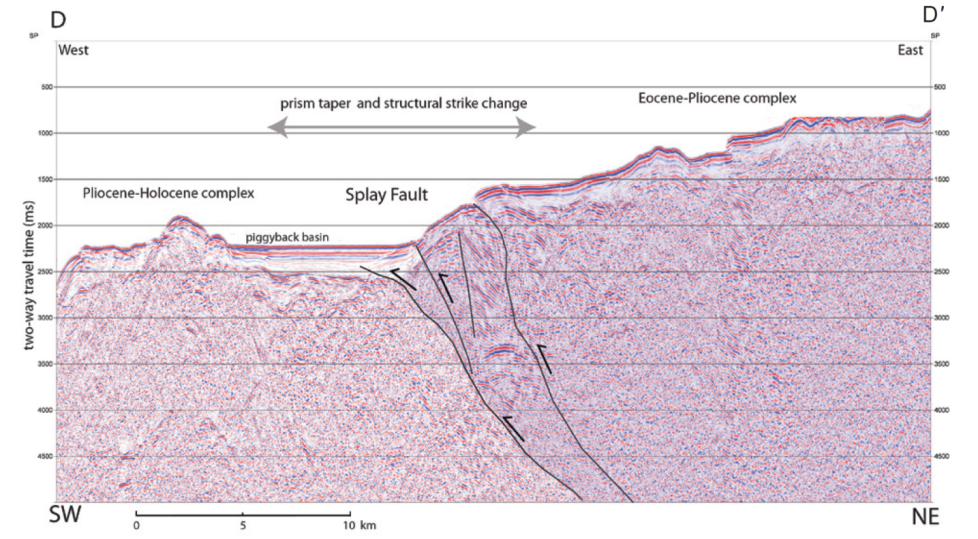 D
D'
SP
SP
West
East
500
500
Eocene-Pliocene complex
prism taper and structural strike change
1000
1000
1500
1500
Pliocene-Holocene complex
Splay Fault
2000
2000
piggyback basin
2500
2500
3000
3000
3500
3500
4000
4000
4500
4500
two-way travel time (ms)
SW
NE
0
5
10 km